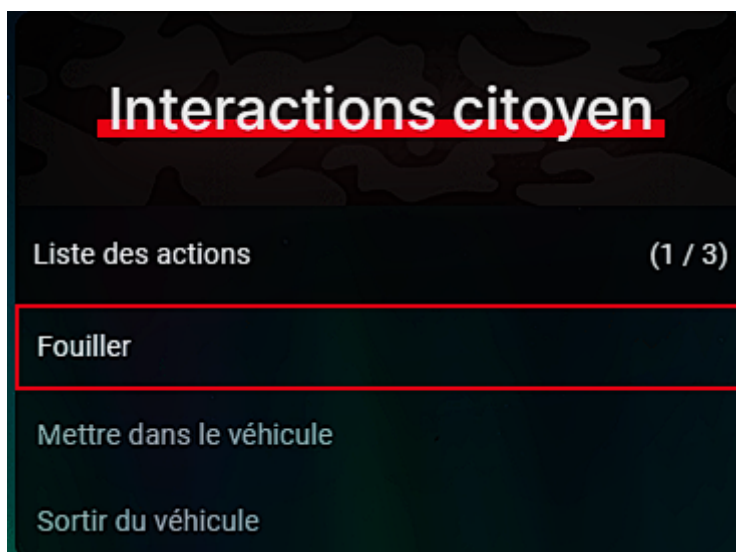 Interactions citoyen
Liste des actions (1 / 3)
Fouiller
Mettre dans le véhicule
Sortir du véhicule